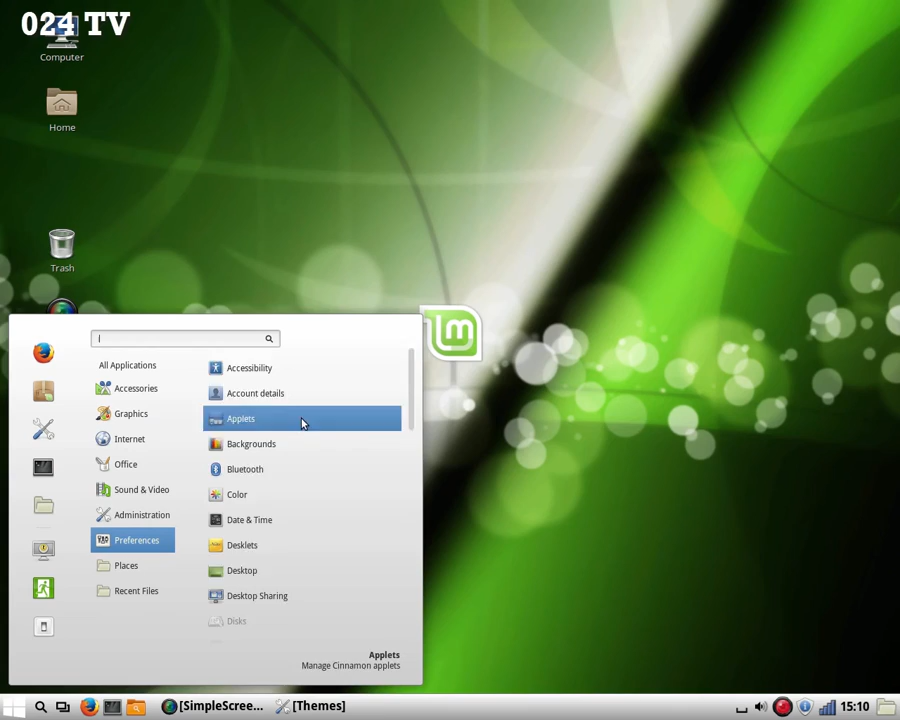 024 TV
Computer
Home
Trash
lm
All Applications
Accessories
Graphics
Internet
Office
Sound & Video
Administration
Preferences
Places
Recent Files
Accessibility
Account details
Applets
Backgrounds
Bluetooth
Color
Date & Time
Desklets
Desktop
Desktop Sharing
Disks
Applets
Manage Cinnamon applets
[SimpleScree...
[Themes]
15:10